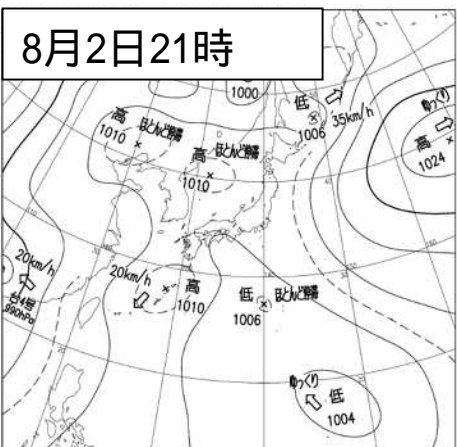 8月2日21時
1000
低
1006
35km/h
ゆっくり
高
1024
高
1010
ほとんど停滞
高
1010
ほとんど停滞
20km/h
台4号
990hPa
20km/h
高
1010
低
1006
ほとんど停滞
ゆっくり
低
1004